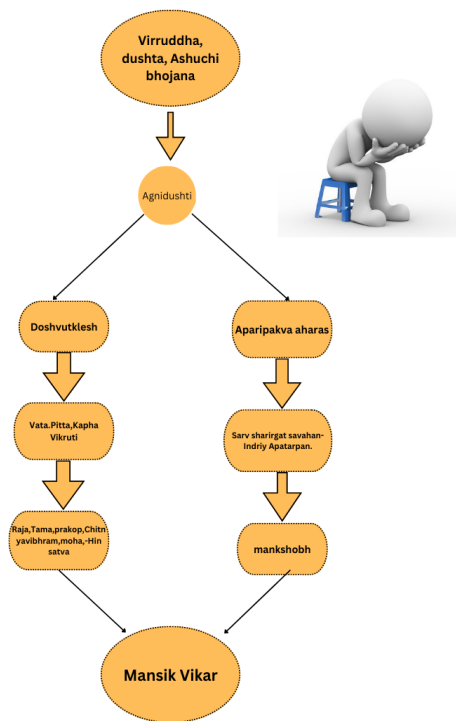 Virruddha,
dushta, Ashuchi
bhojana
Agnidushti
Doshvutklesh
Aparipakva aharas
Vata.Pitta,Kapha
Vikruti
Sarv sharirgat savahan-
Indriy Apatarpan.
Raja,Tama,prakop,Chitn
yavibhram,moha,-Hin
satva
mankshobh
Mansik Vikar